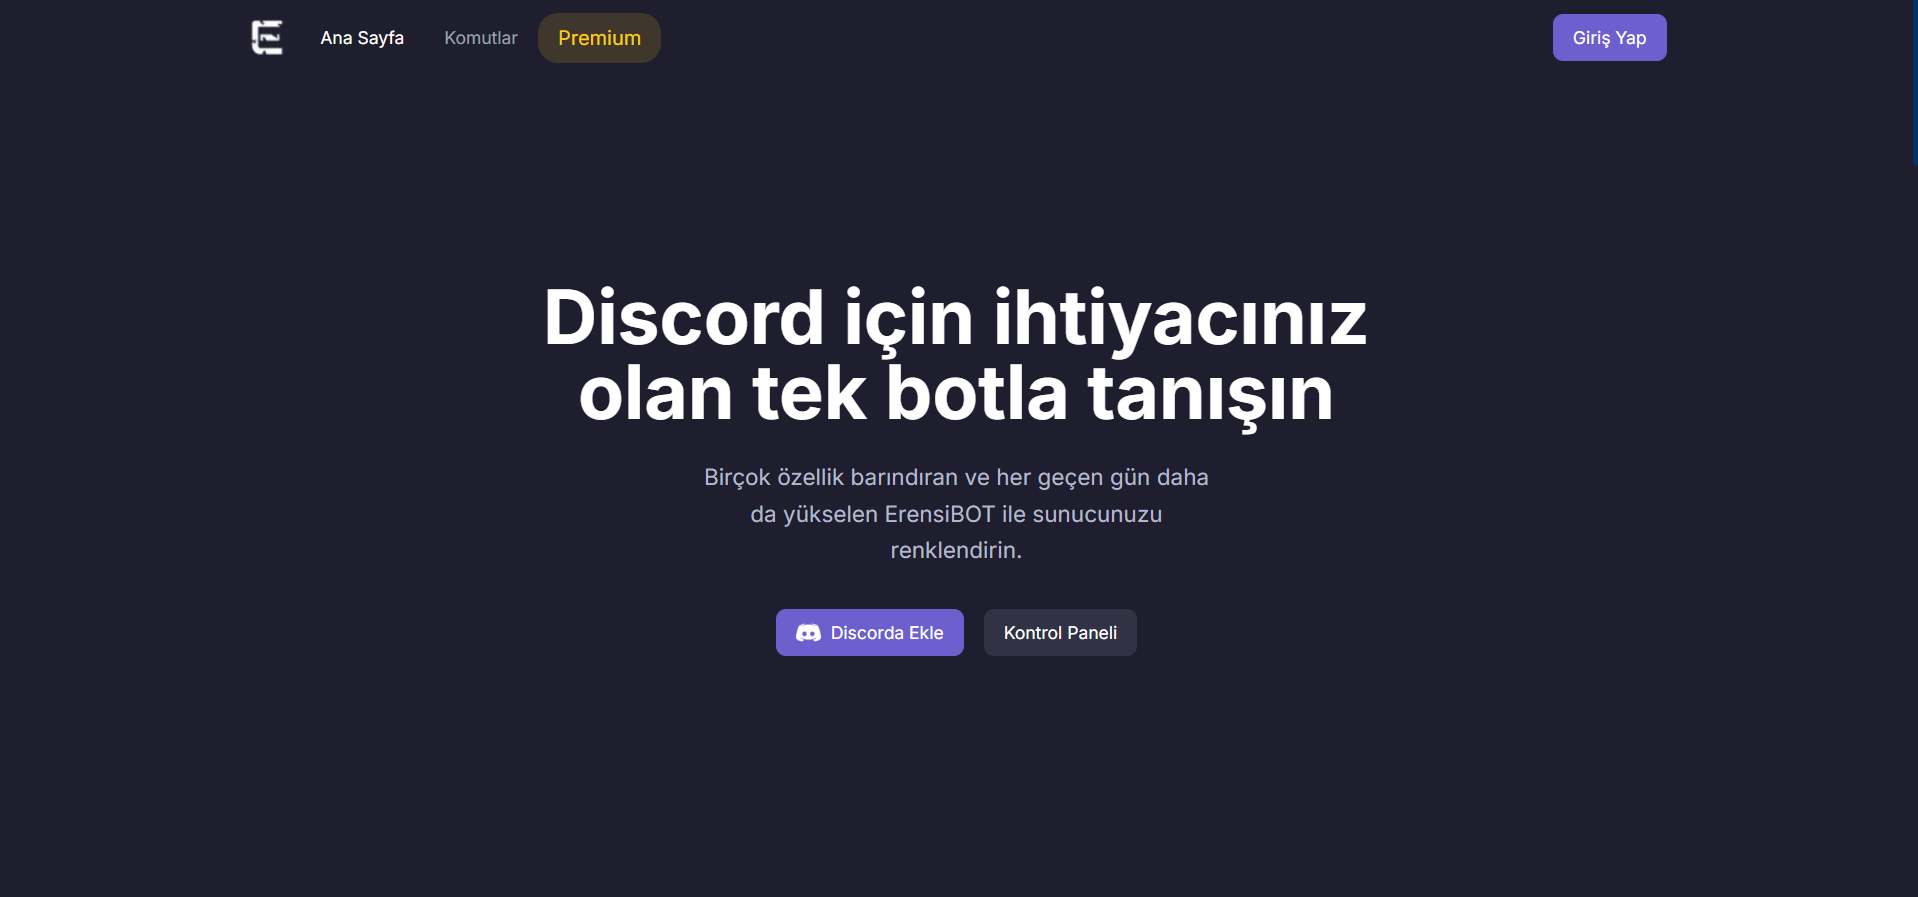 Ana Sayfa Komutlar Premium Giriş Yap
Discord için ihtiyacınız
olan tek botla tanışın
Birçok özellik barındıran ve her geçen gün daha
da yükselen ErensiBOT ile sunucunuzu
renklendirin.
Discorda Ekle Kontrol Paneli